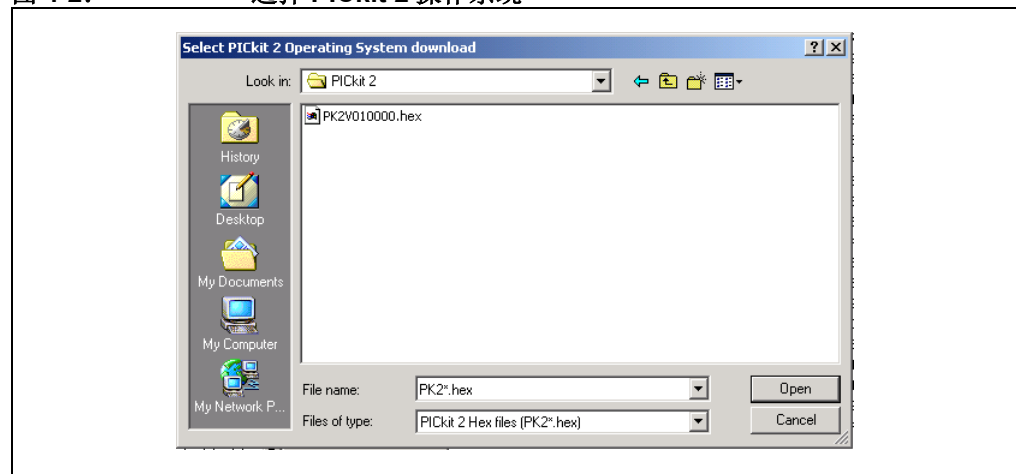 Select PICkit 2 Operating System download
Look in: PICkit 2
PK2V010000.hex
History
Desktop
My Documents
My Computer
My Network P...
File name: PK2*.hex Open
Files of type: PICkit 2 Hex files (PK2*.hex) Cancel